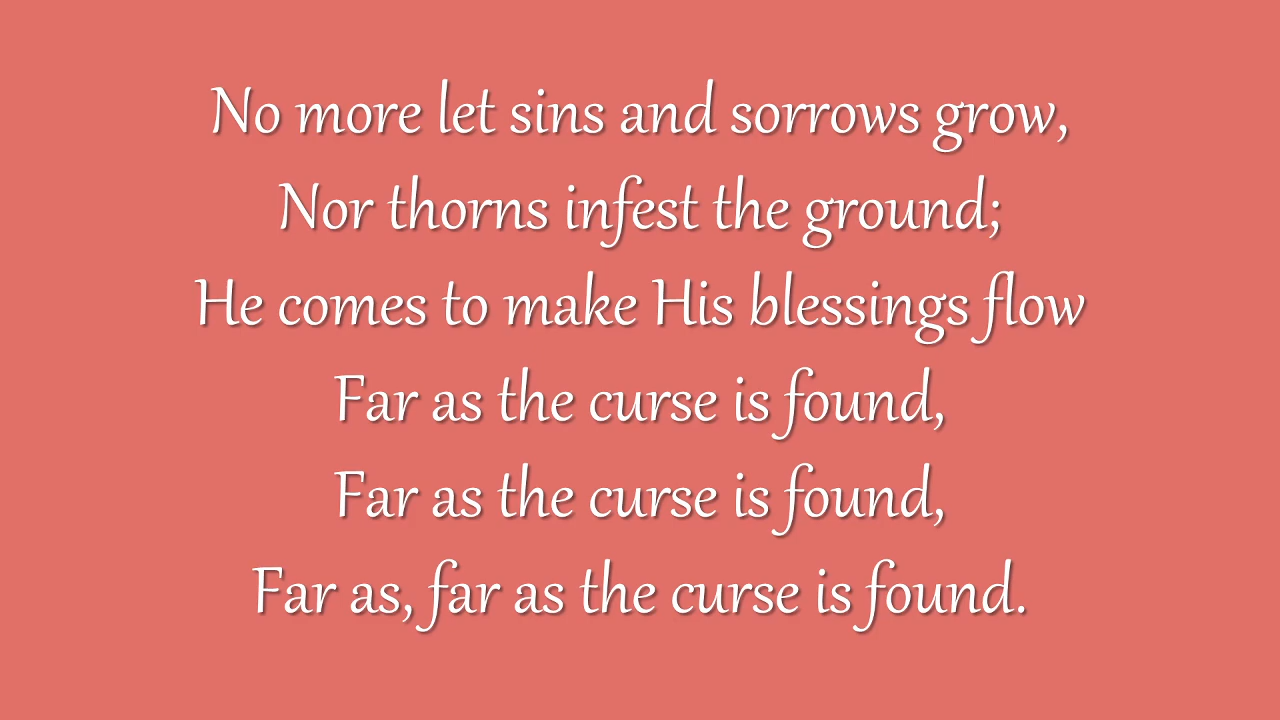 No more let sins and sorrows grow,
Nor thorns infest the ground;
He comes to make His blessings flow
Far as the curse is found,
Far as the curse is found,
Far as, far as the curse is found.